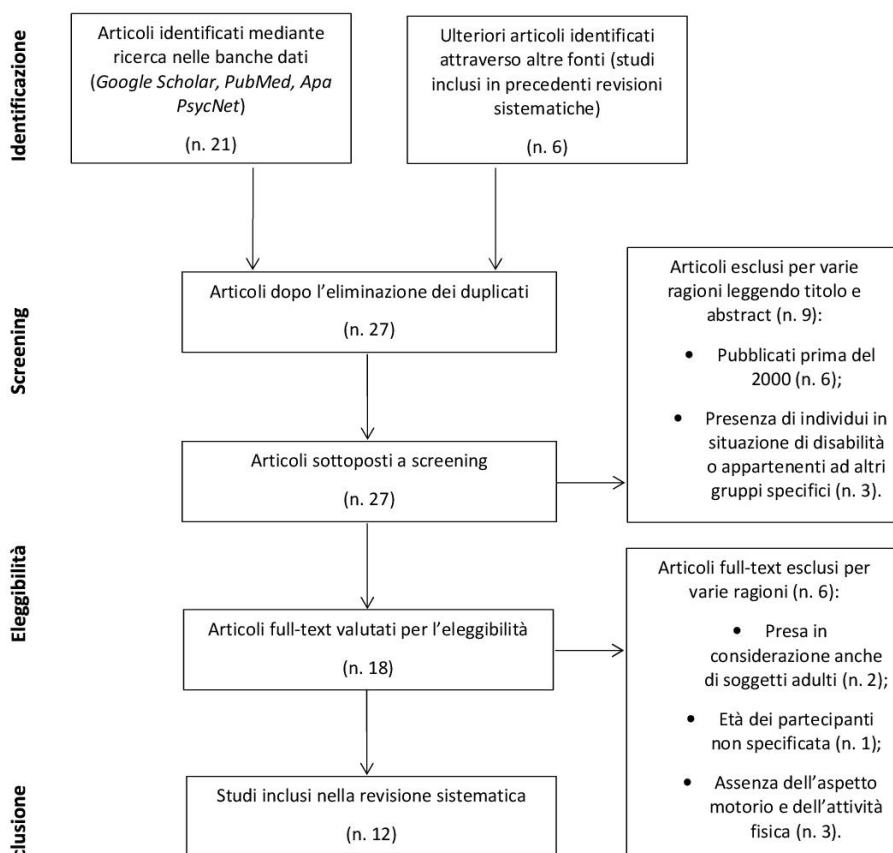 Identificazione
Articoli identificati mediante
ricerca nelle banche dati
(Google Scholar, PubMed, Apa
PsycNet)
(n. 21)
Ulteriori articoli identificati
attraverso altre fonti (studi
inclusi in precedenti revisioni
sistematiche)
(n. 6)
Screening
Articoli dopo l’eliminazione dei duplicati
(n. 27)
Articoli sottoposti a screening
(n. 27)
Articoli esclusi per varie
ragioni leggendo titolo e
abstract (n. 9):
• Pubblicati prima del
2000 (n. 6);
• Presenza di individui in
situazione di disabilità
o appartenenti ad altri
gruppi specifici (n. 3).
Eleggibilità
Articoli full-text valutati per l’eleggibilità
(n. 18)
Articoli full-text esclusi per
varie ragioni (n. 6):
• Presa in
considerazione anche
di soggetti adulti (n. 2);
• Età dei partecipanti
non specificata (n. 1);
• Assenza dell’aspetto
motorio e dell’attività
fisica (n. 3).
clusione
Studi inclusi nella revisione sistematica
(n. 12)